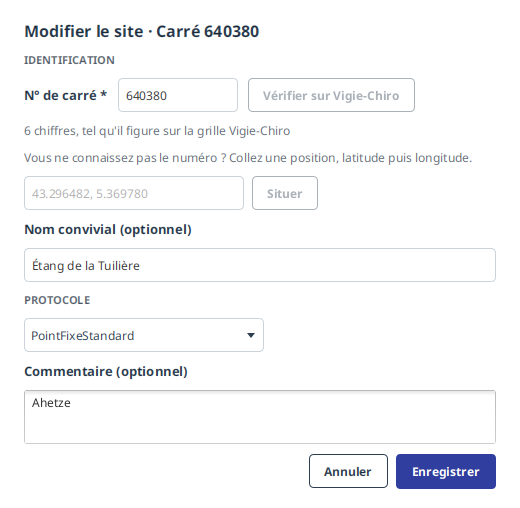 Modifier le site · Carré 640380
IDENTIFICATION
N° de carré * 640380 Vérifier sur Vigie-Chiro
6 chiffres, tel qu'il figure sur la grille Vigie-Chiro
Vous ne connaissez pas le numéro ? Collez une position, latitude puis longitude.
43.296482, 5.369780 Situer
Nom convivial (optionnel)
Étang de la Tuilière
PROTOCOLE
PointFixeStandard
Commentaire (optionnel)
Ahetze
Annuler Enregistrer